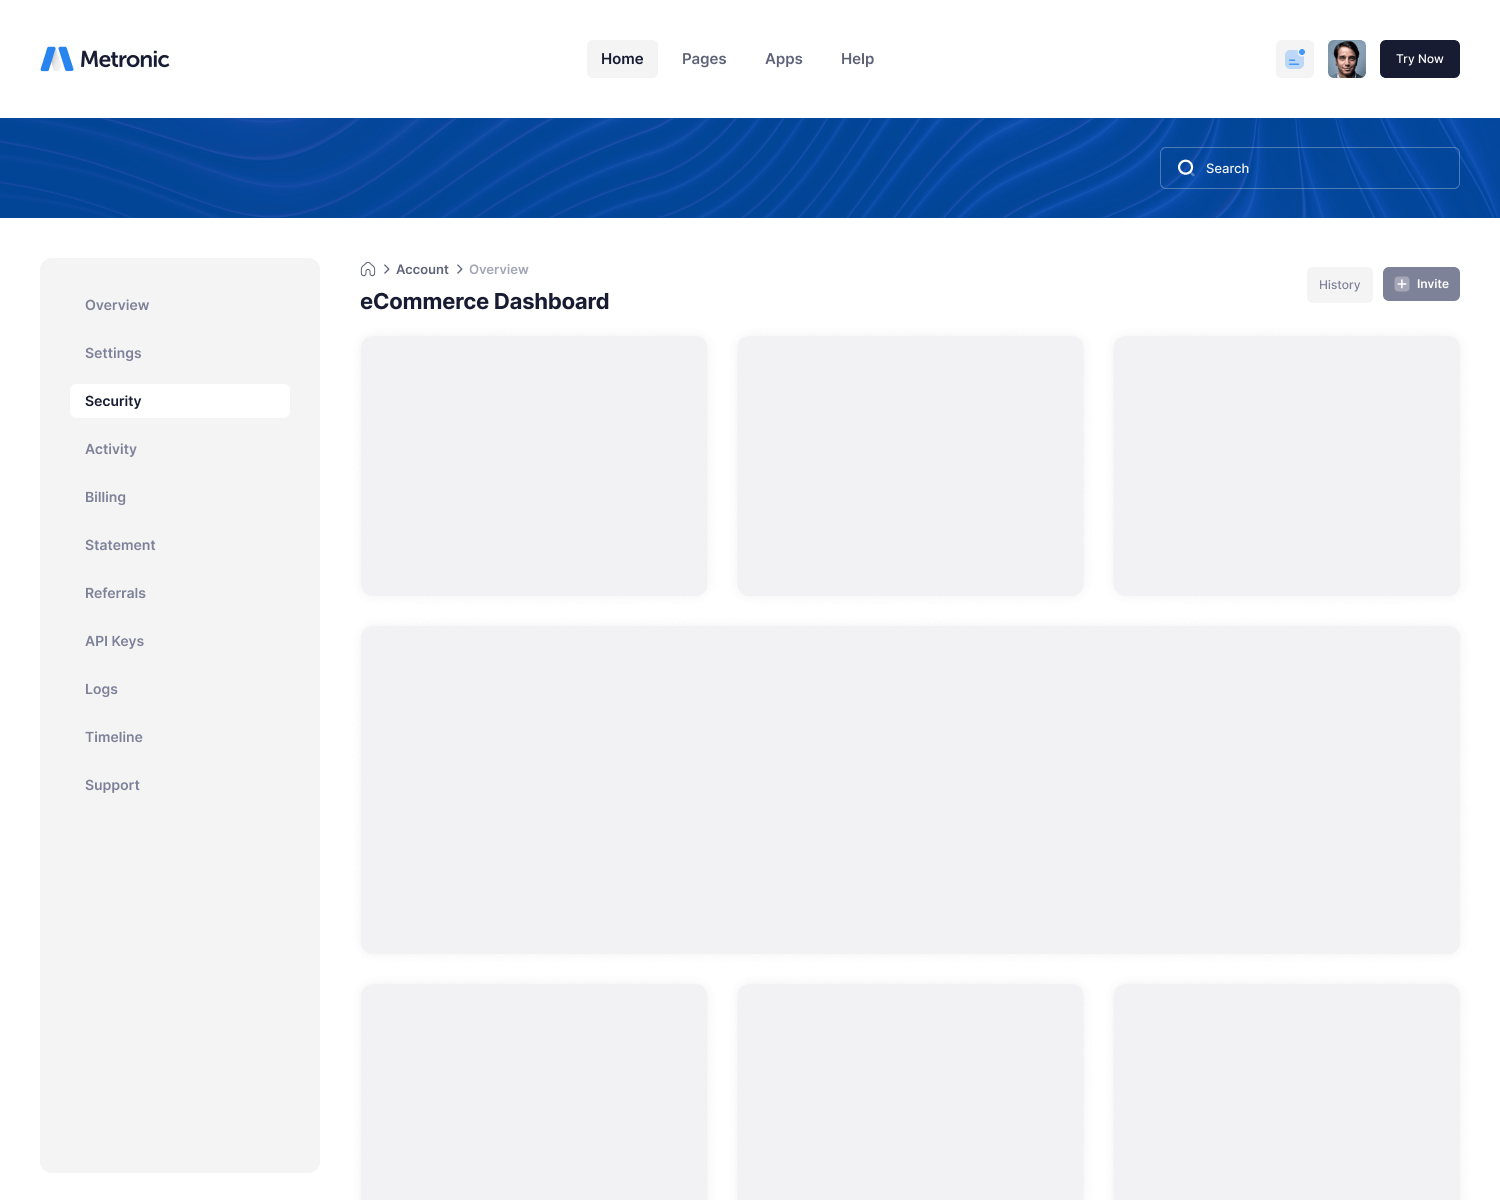 Metronic
Home Pages Apps Help
Try Now
Search
Overview
Settings
Security
Activity
Billing
Statement
Referrals
API Keys
Logs
Timeline
Support
Account Overview
eCommerce Dashboard
History Invite